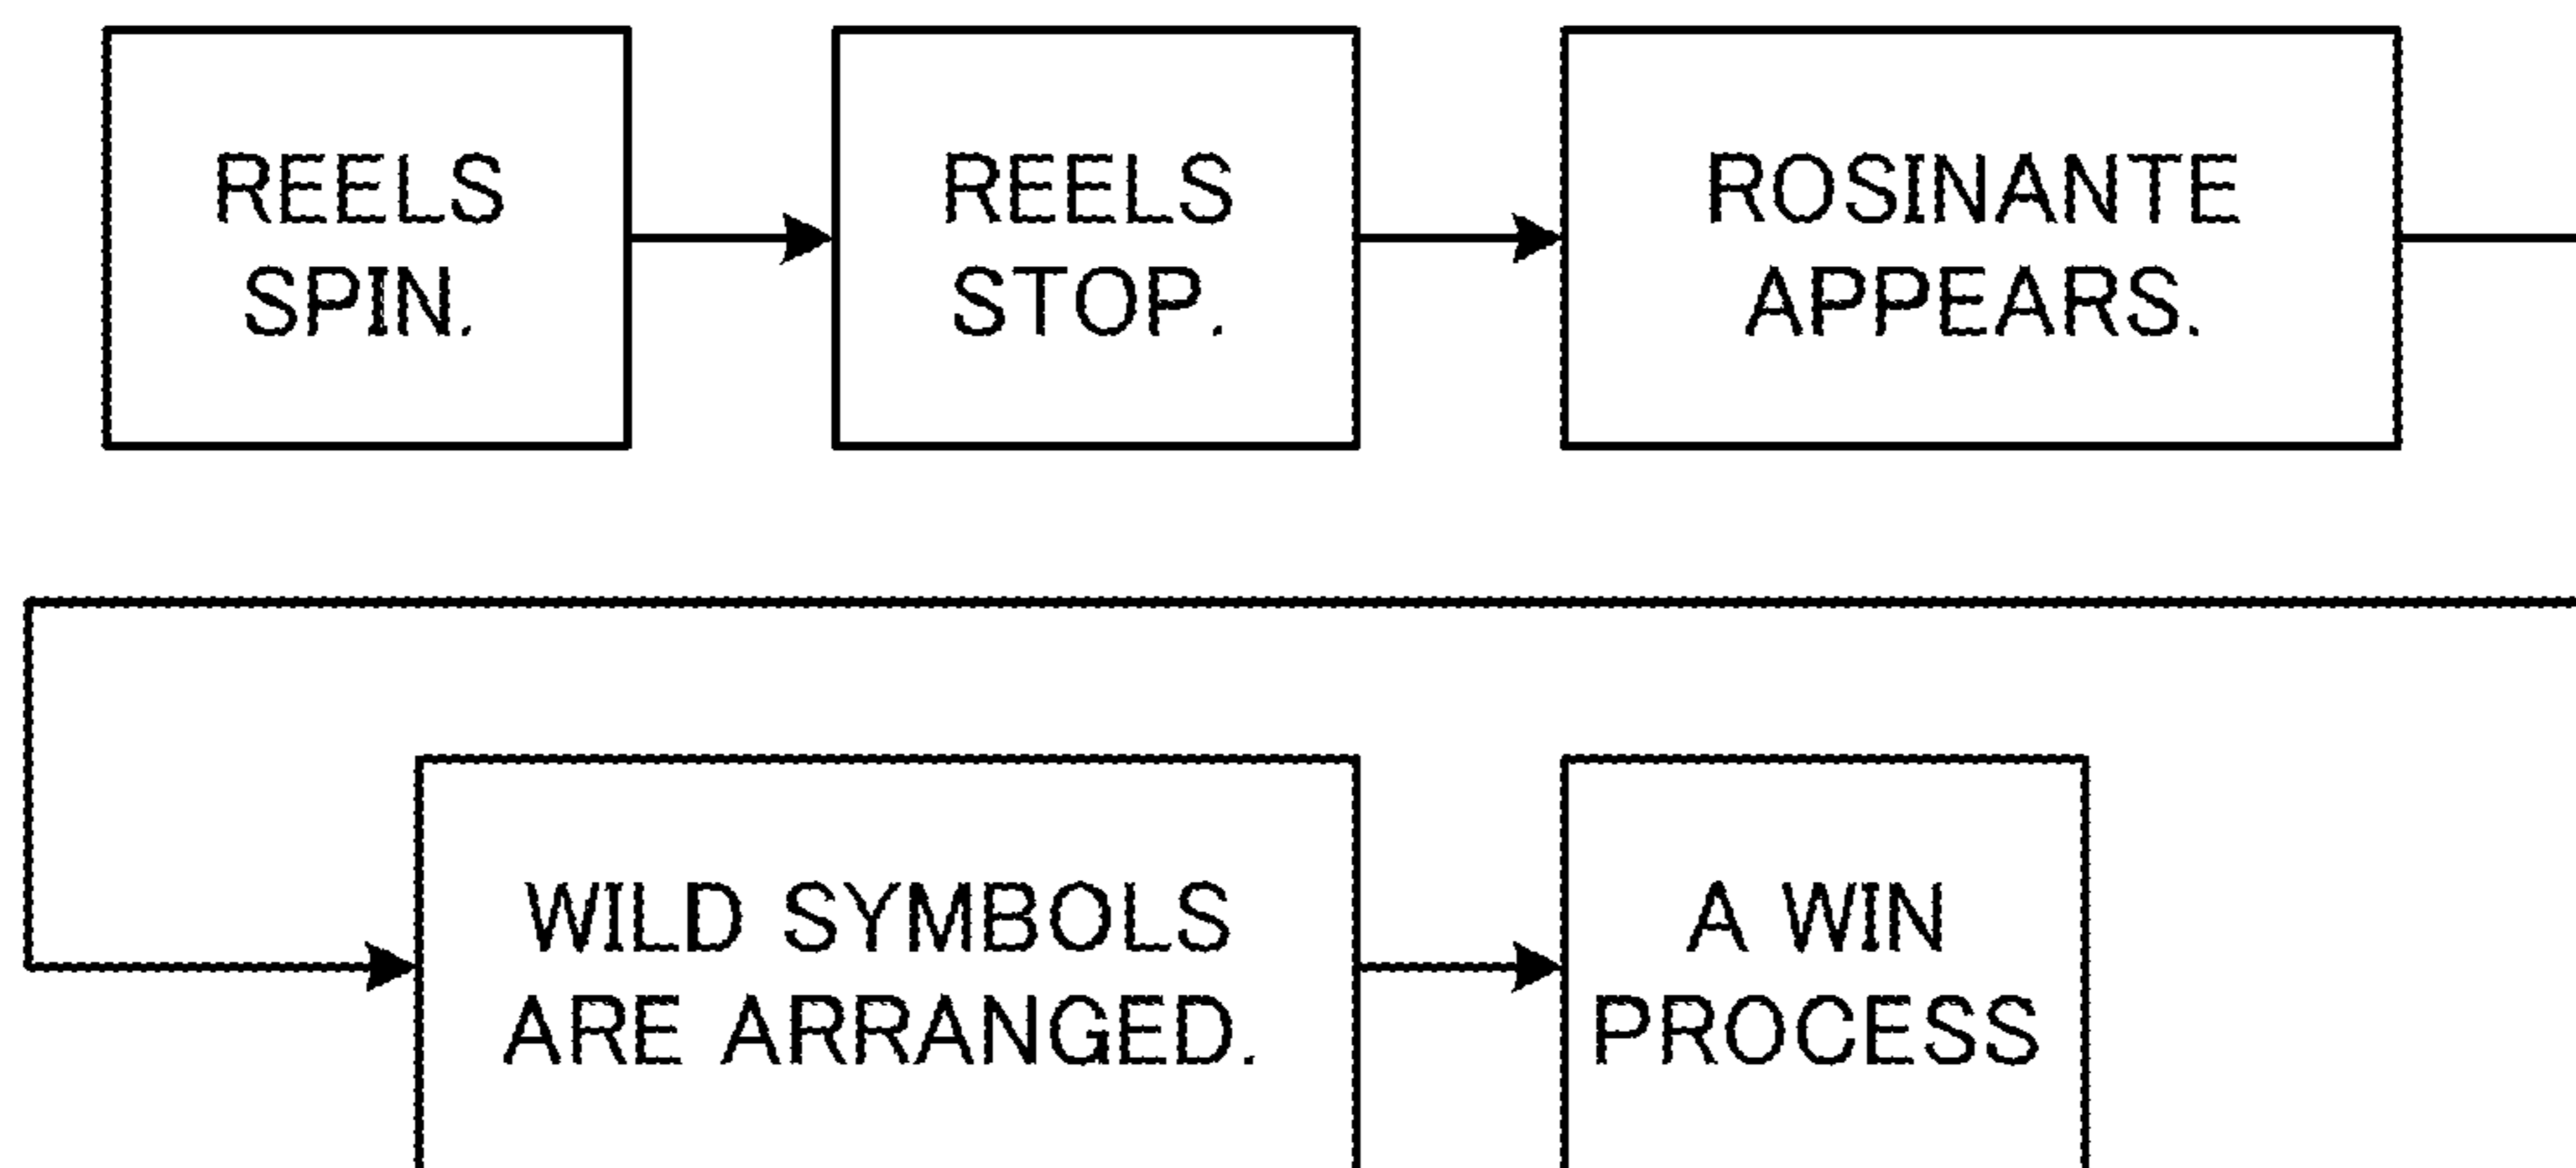 REELS
SPIN.
REELS
STOP.
ROSINANTE
APPEARS.
WILD SYMBOLS
ARE ARRANGED.
A WIN
PROCESS